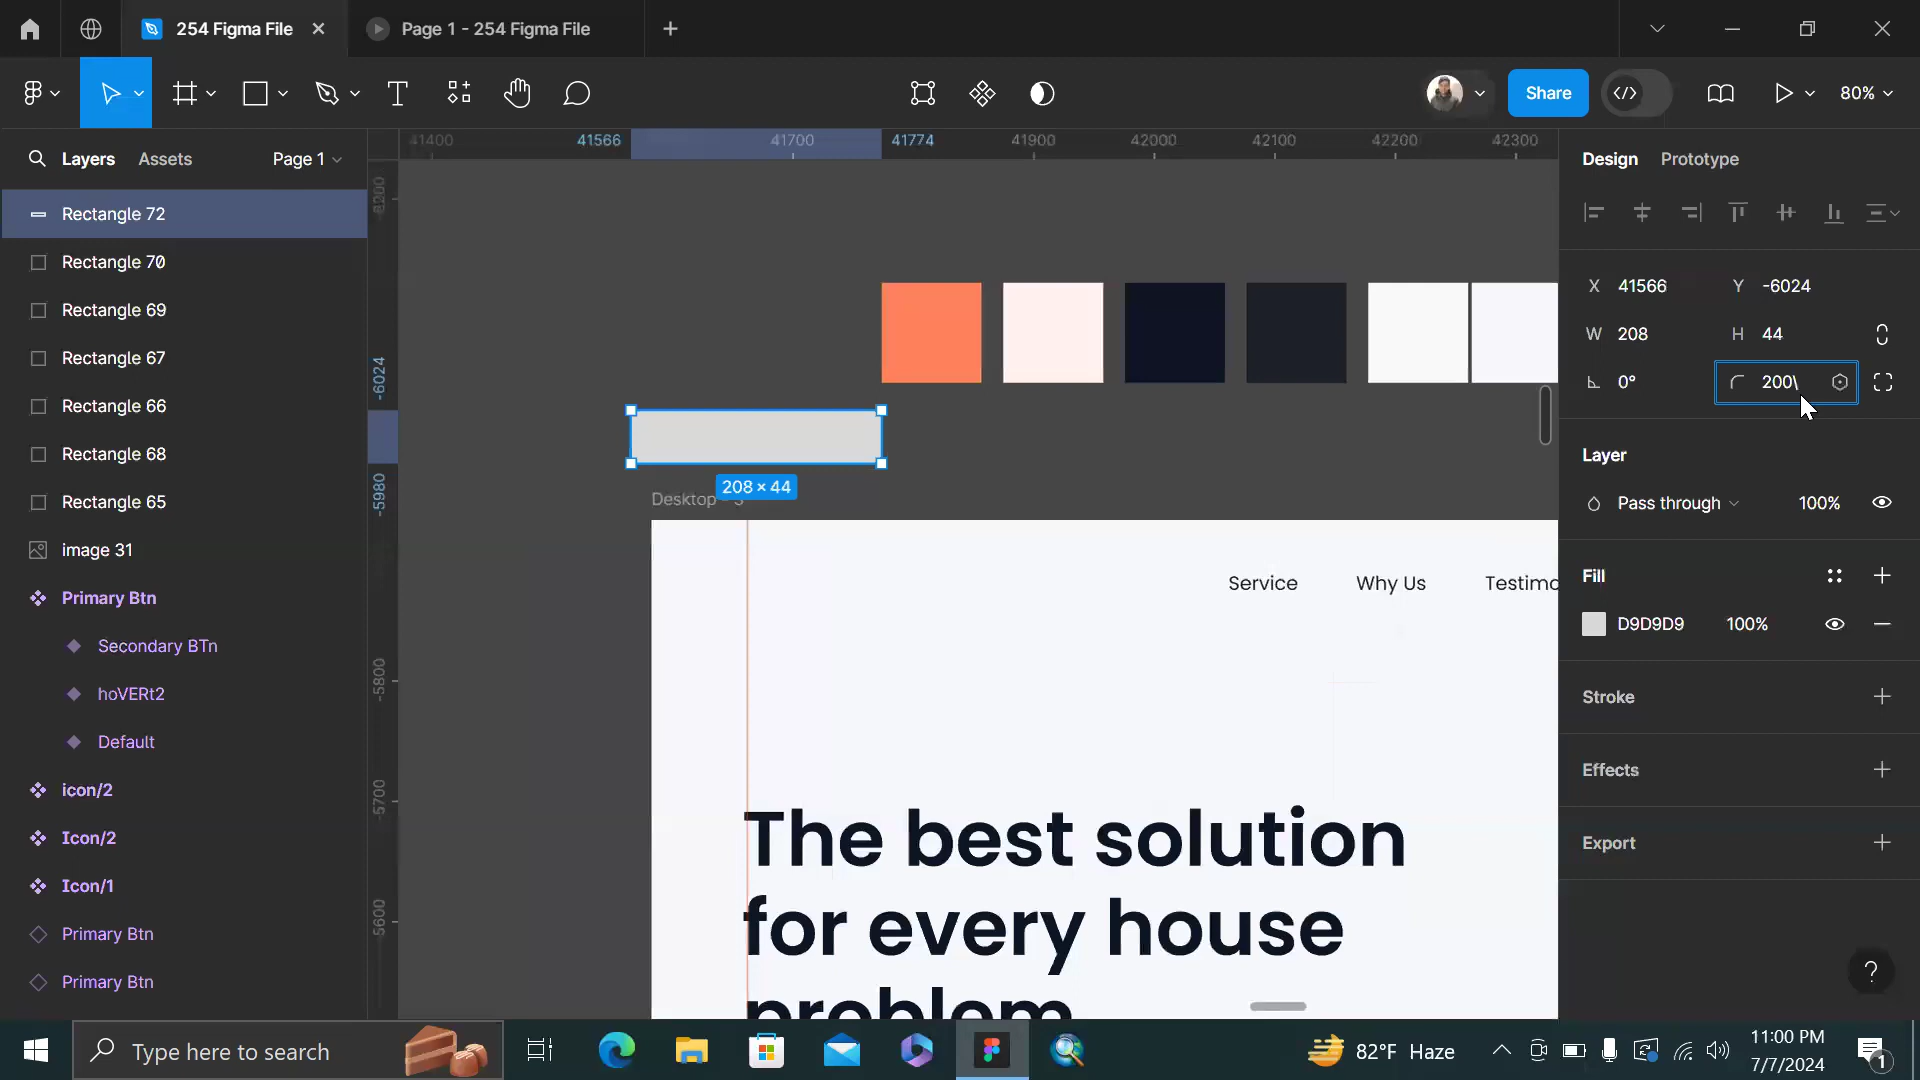 254 Figma File
Page 1 - 254 Figma File
Share
80%
Layers
Assets
Page 1
41400
41566
41700
41774
41900
42000
42100
42200
42300
Design
Prototype
Rectangle 72
Rectangle 70
Rectangle 69
Rectangle 67
Rectangle 66
Rectangle 68
Rectangle 65
image 31
Primary Btn
Secondary BTn
hoVERt2
Default
icon/2
Icon/2
Icon/1
Primary Btn
Primary Btn
-6024
-5980
-5800
-5700
-5600
208 × 44
Desktop
Service
Why Us
Testimo
The best solution
for every house
problem
X 41566
Y -6024
W 208
H 44
0°
200\
Layer
Pass through
100%
Fill
D9D9D9
100%
Stroke
Effects
Export
?
Type here to search
82°F Haze
11:00 PM
7/7/2024
1